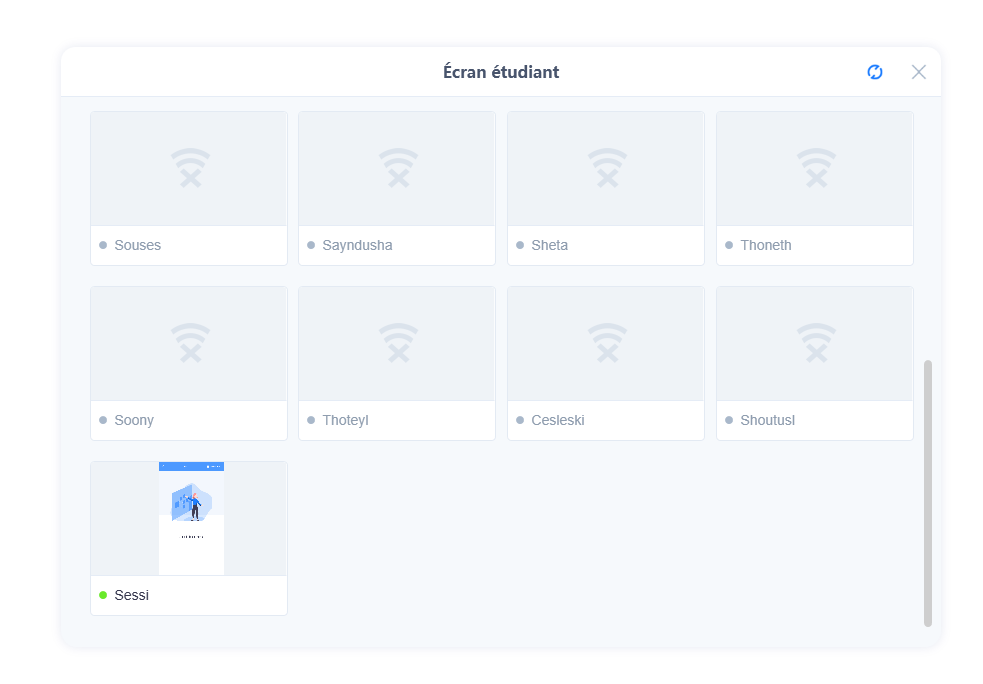 Écran étudiant
Souses
Sayndusha
Sheta
Thoneth
Soony
Thoteyl
Cesleski
Shoutusl
Sessi